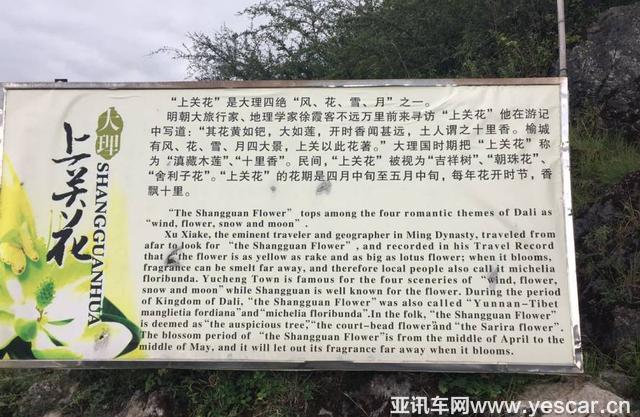 大理
上关花
SHANGGUANHUA
“上关花”是大理四绝“风、花、雪、月”之一。
明朝大旅行家、地理学家徐霞客不远万里前来寻访“上关花”他在游记
中写道：“其花黄如钯，大如莲，开时香闻甚远，土人谓之十里香。榆城
有风、花、雪、月四大景，上关以此花著。”大理国时期把“上关花”称
为“滇藏木莲”、“十里香”。民间，“上关花”被视为“吉祥树”、“朝珠花”、
“舍利子花”。“上关花”的花期是四月中旬至五月中旬，每年花开时节，香
飘十里。
“The Shangguan Flower” tops among the four romantic themes of Dali as
“wind, flower, snow and moon”.
Xu Xiake, the eminent traveler and geographer in Ming Dynasty, traveled from
afar to look for “the Shangguan Flower”, and recorded in his Travel Record
that “the flower is as yellow as rake and as big as lotus flower; when it blooms,
fragrance can be smelt far away, and therefore local people also call it michelia
floribunda. Yucheng Town is famous for the four sceneries of “wind, flower,
snow and moon” while Shangguan is well known for the flower. During the period
of Kingdom of Dali, “the Shangguan Flower” was also called “Yunnan-Tibet
manglietia fordiana” and “michelia floribunda”. In the folk, “the Shangguan Flower”
is deemed as “the auspicious tree,” “the court-bead flower” and “the Sarira flower”.
The blossom period of “the Shangguan Flower” is from the middle of April to the
middle of May, and it will let out its fragrance far away when it blooms.
亚讯车网www.yescar.cn